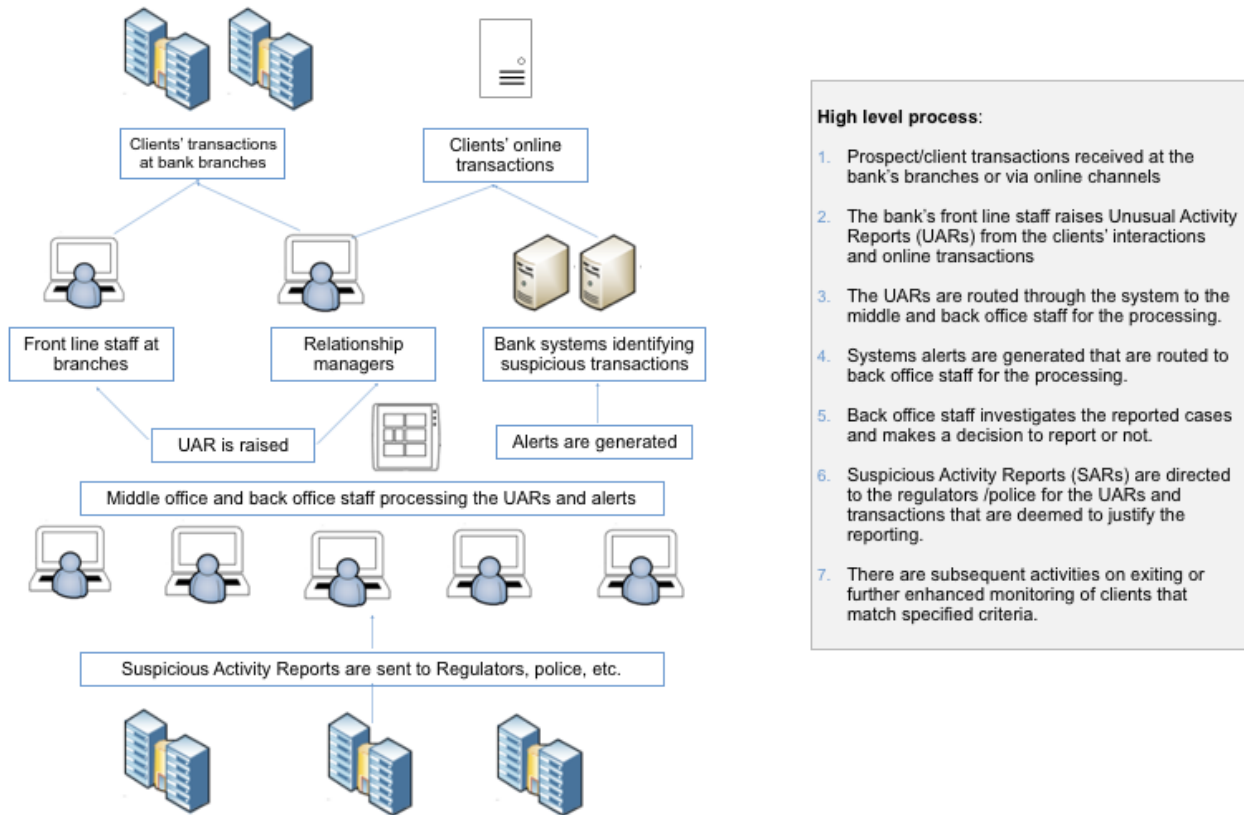 Clients' transactions
at bank branches
Clients' online
transactions
Front line staff at
branches
Relationship
managers
Bank systems identifying
suspicious transactions
UAR is raised
Alerts are generated
Middle office and back office staff processing the UARs and alerts
Suspicious Activity Reports are sent to Regulators, police, etc.
High level process:
1. Prospect/client transactions received at the
bank's branches or via online channels
2. The bank's front line staff raises Unusual Activity
Reports (UARs) from the clients' interactions
and online transactions
3. The UARs are routed through the system to the
middle and back office staff for the processing.
4. Systems alerts are generated that are routed to
back office staff for the processing.
5. Back office staff investigates the reported cases
and makes a decision to report or not.
6. Suspicious Activity Reports (SARs) are directed
to the regulators /police for the UARs and
transactions that are deemed to justify the
reporting.
7. There are subsequent activities on exiting or
further enhanced monitoring of clients that
match specified criteria.